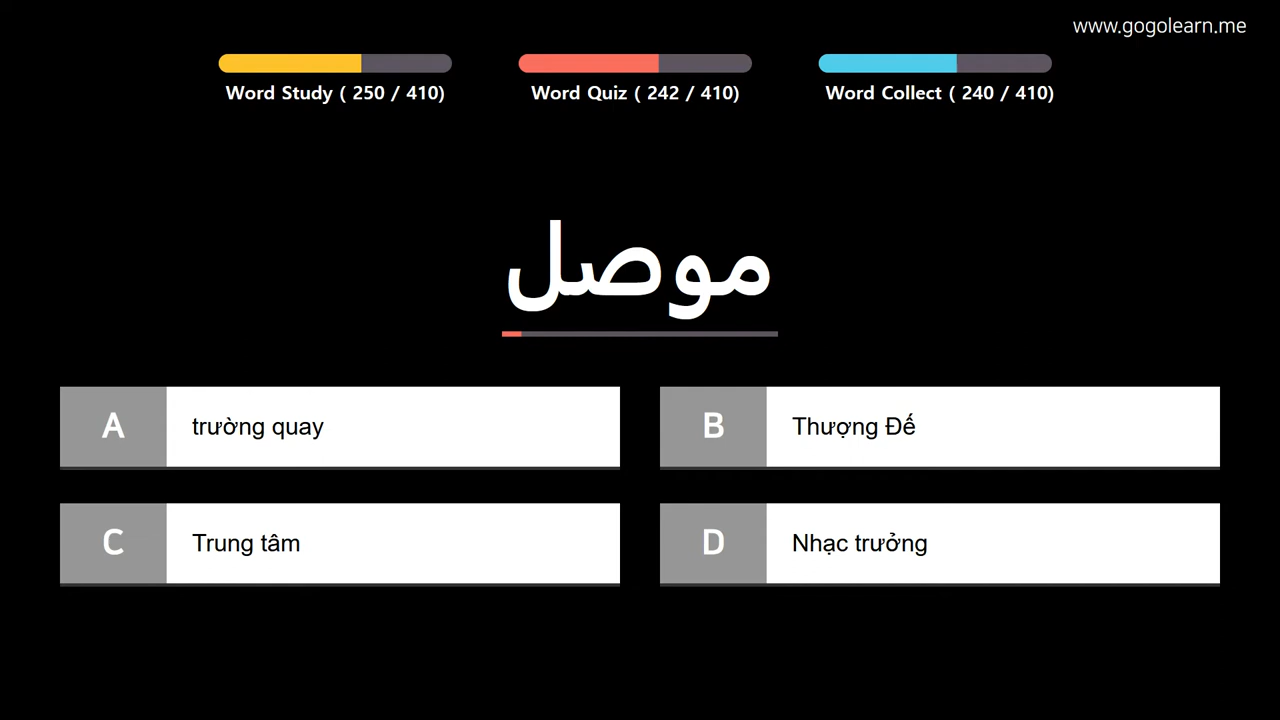 www.gogolearn.me
Word Study ( 250 / 410)
Word Quiz ( 242 / 410)
Word Collect ( 240 / 410)
موصل
A
trường quay
B
Thượng Đế
C
Trung tâm
D
Nhạc trưởng